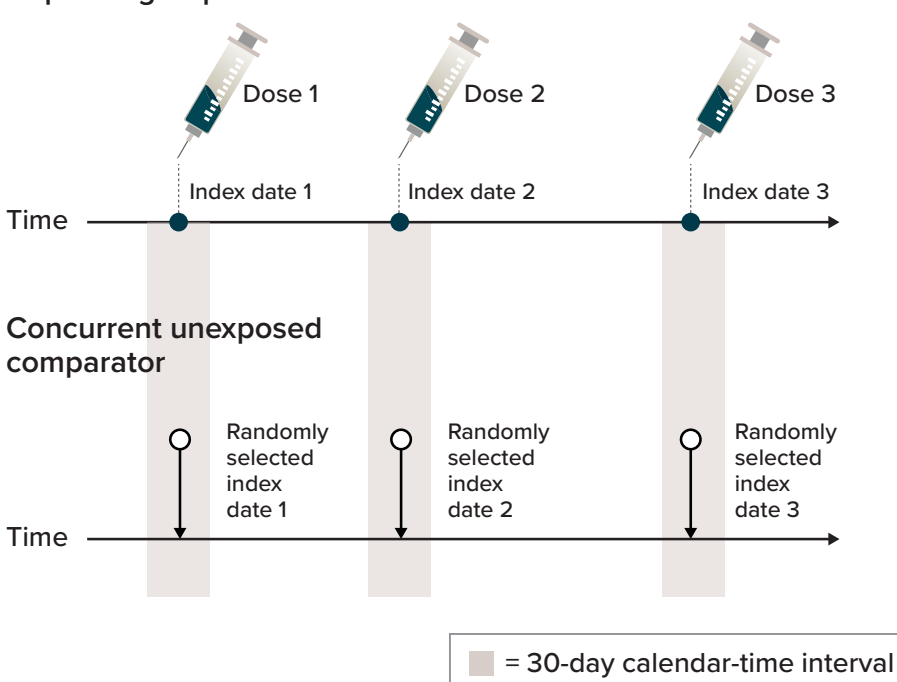 Dose 1
Dose 2
Dose 3
Index date 1
Index date 2
Index date 3
Time
Concurrent unexposed
comparator
Randomly
selected
index
date 1
Randomly
selected
index
date 2
Randomly
selected
index
date 3
Time
= 30-day calendar-time interval